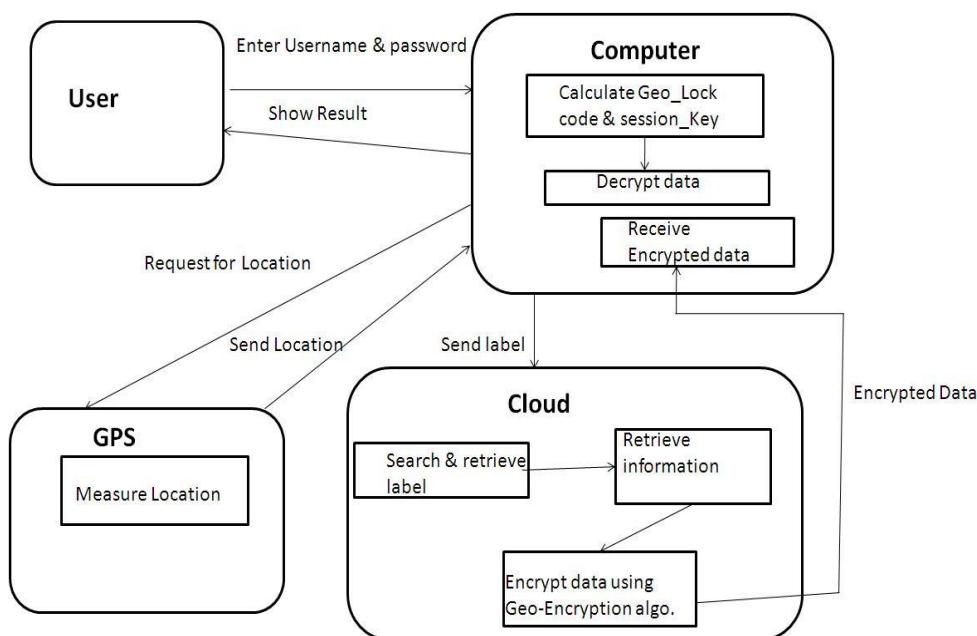 User
Enter Username & password
Show Result
Computer
Calculate Geo_Lock
code & session_Key
Decrypt data
Receive
Encrypted data
Request for Location
Send Location
Send label
Encrypted Data
GPS
Measure Location
Cloud
Search & retrieve
label
Retrieve
information
Encrypt data using
Geo-Encryption algo.